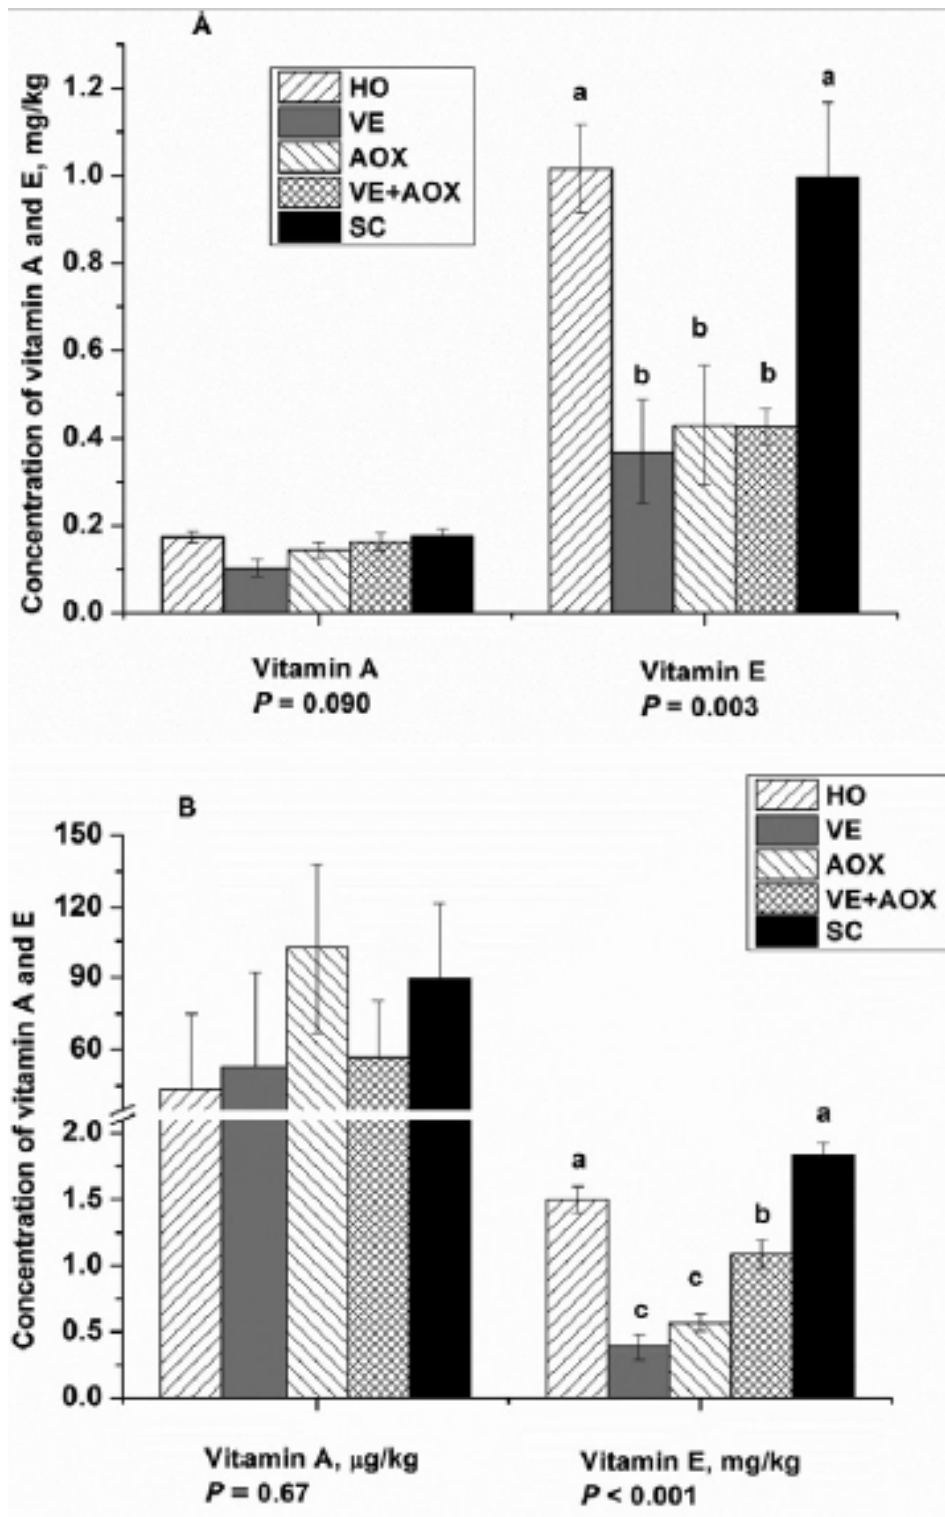 A
Concentration of vitamin A and E, mg/kg
1.2
1.0
0.8
0.6
0.4
0.2
0.0
HO
VE
AOX
VE+AOX
SC
a
b
b
b
a
Vitamin A
P = 0.090
Vitamin E
P = 0.003
B
Concentration of vitamin A and E
150
120
90
60
2.0
1.5
1.0
0.5
0.0
HO
VE
AOX
VE+AOX
SC
a
c
c
b
a
Vitamin A, μg/kg
P = 0.67
Vitamin E, mg/kg
P < 0.001